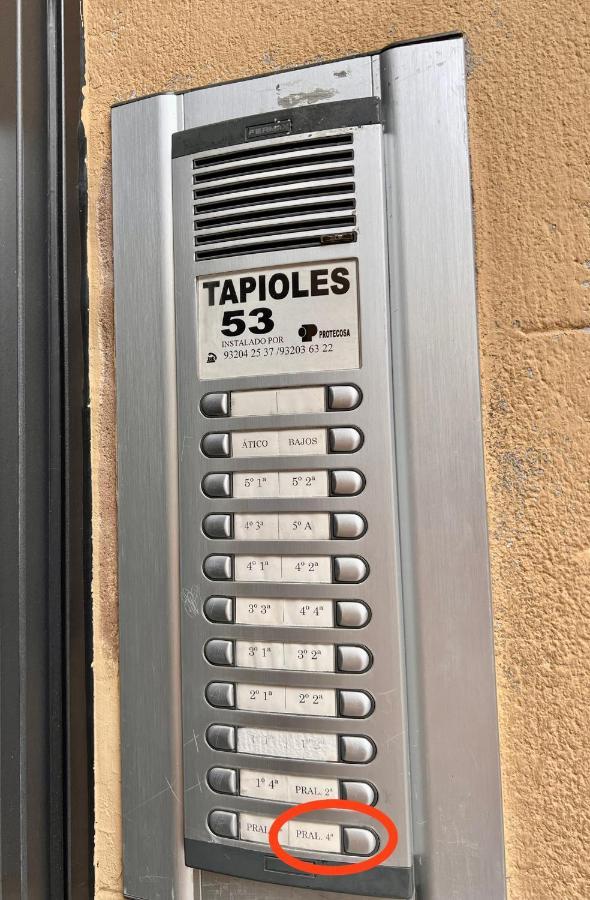 FERMAX
TAPIOLES
53
INSTALADO POR
PROTECOSA
93204 25 37 /93203 63 22
ÁTICO BAJOS
5º 1ª 5º 2ª
4º 3ª 5º A
4º 1ª 4º 2ª
3º 3ª 4º 4ª
3º 1ª 3º 2ª
2º 1ª 2º 2ª
1º 4ª PRAL. 2ª
PRAL. 4ª